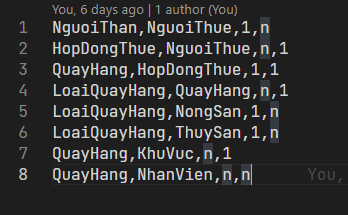 You, 6 days ago | 1 author (You)
1 NguoiThan,NguoiThue,1,n
2 HopDongThue,NguoiThue,n,1
3 QuayHang,HopDongThue,1,1
4 LoaiQuayHang,QuayHang,n,1
5 LoaiQuayHang,NongSan,1,n
6 LoaiQuayHang,ThuySan,1,n
7 QuayHang,KhuVuc,n,1
8 QuayHang,NhanVien,n,n You,